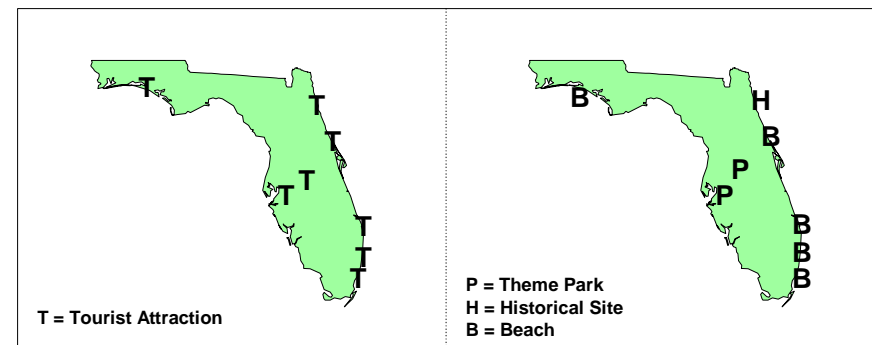 T
T
T
T
T
T
T
T
T = Tourist Attraction
H
B
B
P
P
B
B
B
P = Theme Park
H = Historical Site
B = Beach